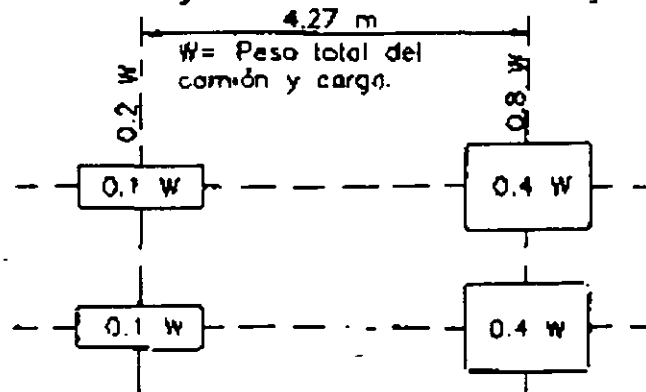 4.27 m
W= Peso total del
camión y carga.
0.2 W
0.8 W
0.1 W
0.4 W
0.1 W
0.4 W